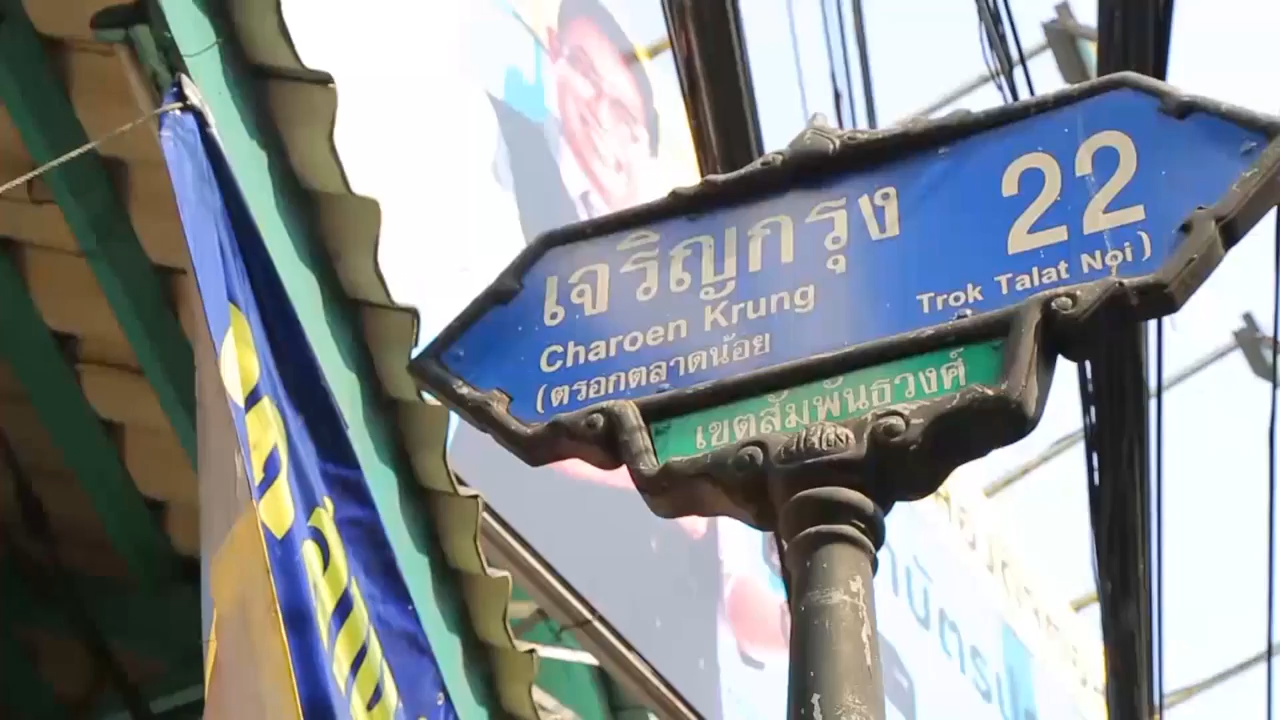 เจริญกรุง 22
Charoen Krung
(ตรอกตลาดน้อย Trok Talat Noi)
เขตสัมพันธวงศ์